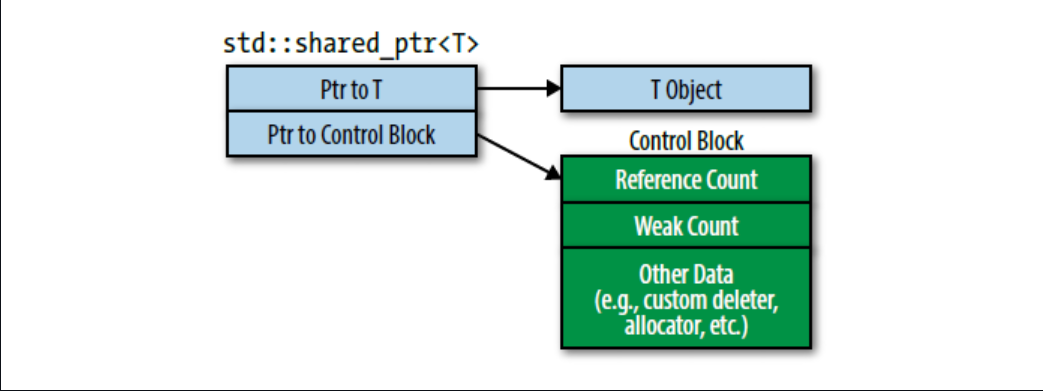 std::shared_ptr<T>
Ptr to T
T Object
Ptr to Control Block
Control Block
Reference Count
Weak Count
Other Data
(e.g., custom deleter,
allocator, etc.)